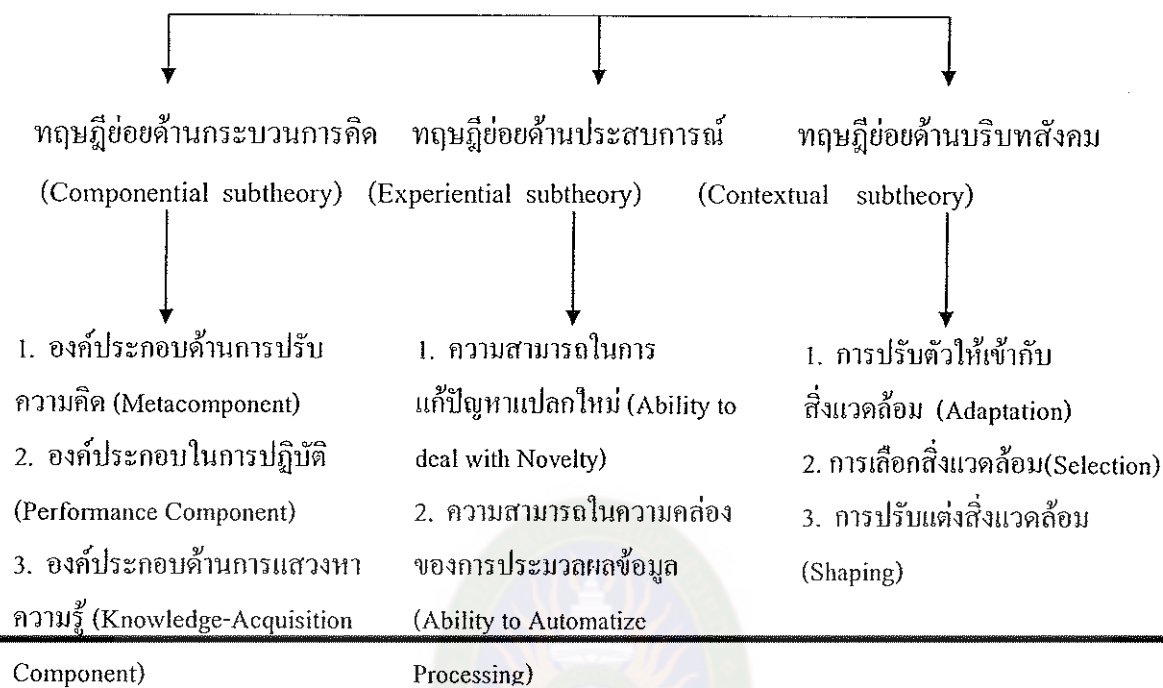 ทฤษฎีย่อยด้านกระบวนการคิด
(Componential subtheory)
ทฤษฎีย่อยด้านประสบการณ์
(Experiential subtheory)
ทฤษฎีย่อยด้านบริบทสังคม
(Contextual subtheory)
1. องค์ประกอบด้านการปรับ
ความคิด (Metacomponent)
2. องค์ประกอบในการปฏิบัติ
(Performance Component)
3. องค์ประกอบด้านการแสวงหา
ความรู้ (Knowledge-Acquisition
Component)
1. ความสามารถในการ
แก้ปัญหาแปลกใหม่ (Ability to
deal with Novelty)
2. ความสามารถในความคล่อง
ของการประมวลผลข้อมูล
(Ability to Automatize
Processing)
1. การปรับตัวให้เข้ากับ
สิ่งแวดล้อม (Adaptation)
2. การเลือกสิ่งแวดล้อม(Selection)
3. การปรับแต่งสิ่งแวดล้อม
(Shaping)